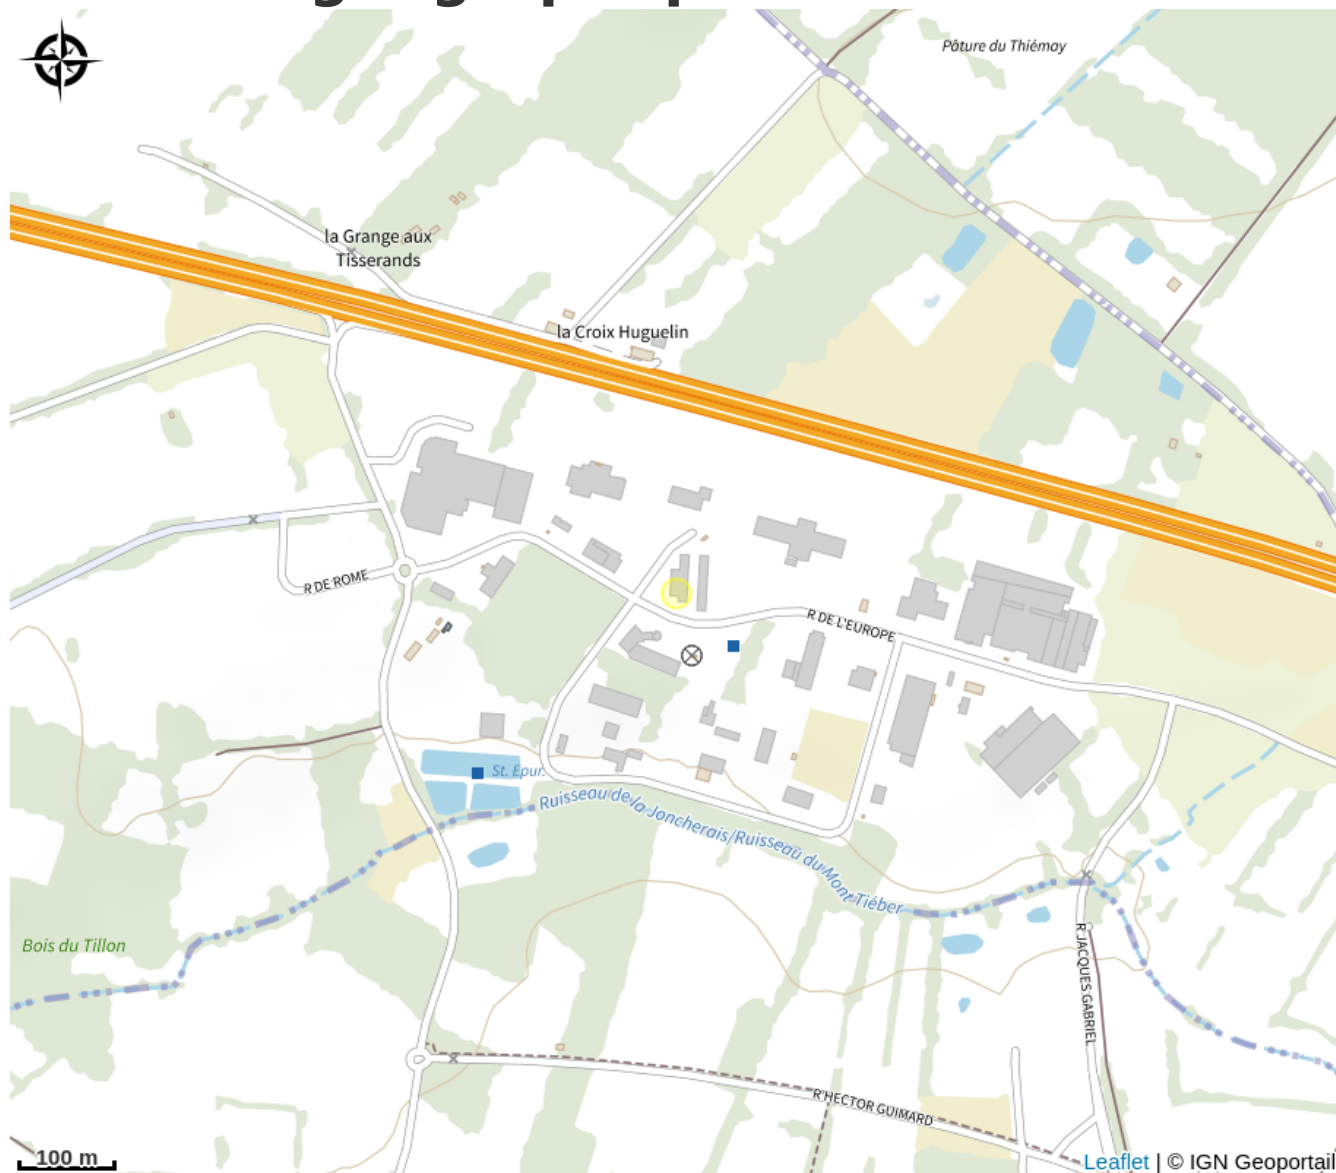 Pâture du Thiémay
la Grange aux
Tisserands
la Croix Huguelin
R DE ROME
R DE L'EUROPE
St. Epur.
Ruisseau de la Joncherais/Ruisseau du Mont Tiéber
Bois du Tillon
R JACQUES GABRIEL
R HECTOR GUIMARD
100 m
Leaflet | © IGN Geoportail